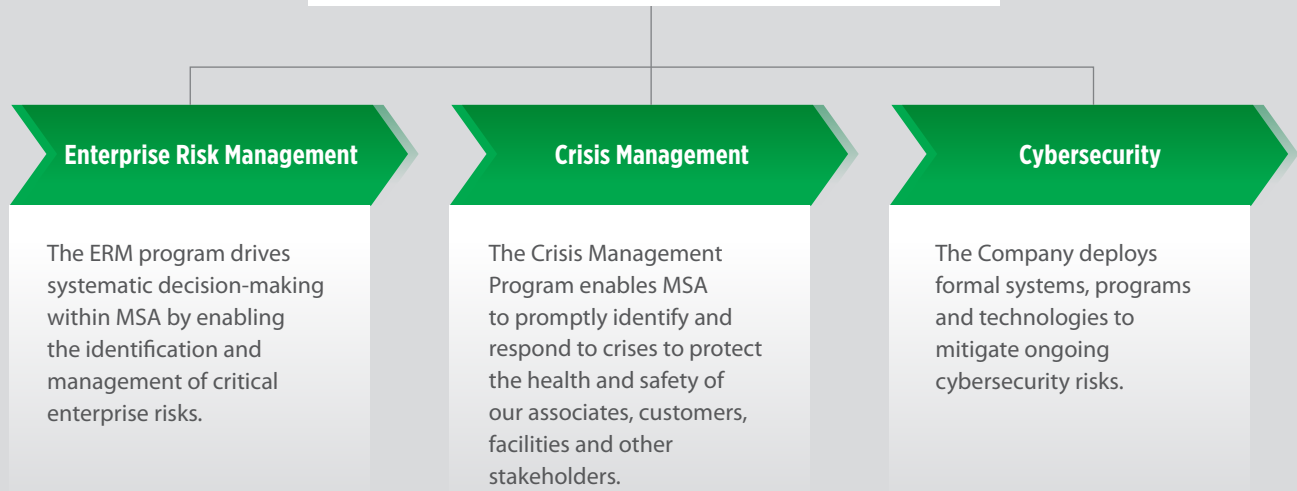 Enterprise Risk Management
The ERM program drives
systematic decision-making
within MSA by enabling
the identification and
management of critical
enterprise risks.
Crisis Management
The Crisis Management
Program enables MSA
to promptly identify and
respond to crises to protect
the health and safety of
our associates, customers,
facilities and other
stakeholders.
Cybersecurity
The Company deploys
formal systems, programs
and technologies to
mitigate ongoing
cybersecurity risks.